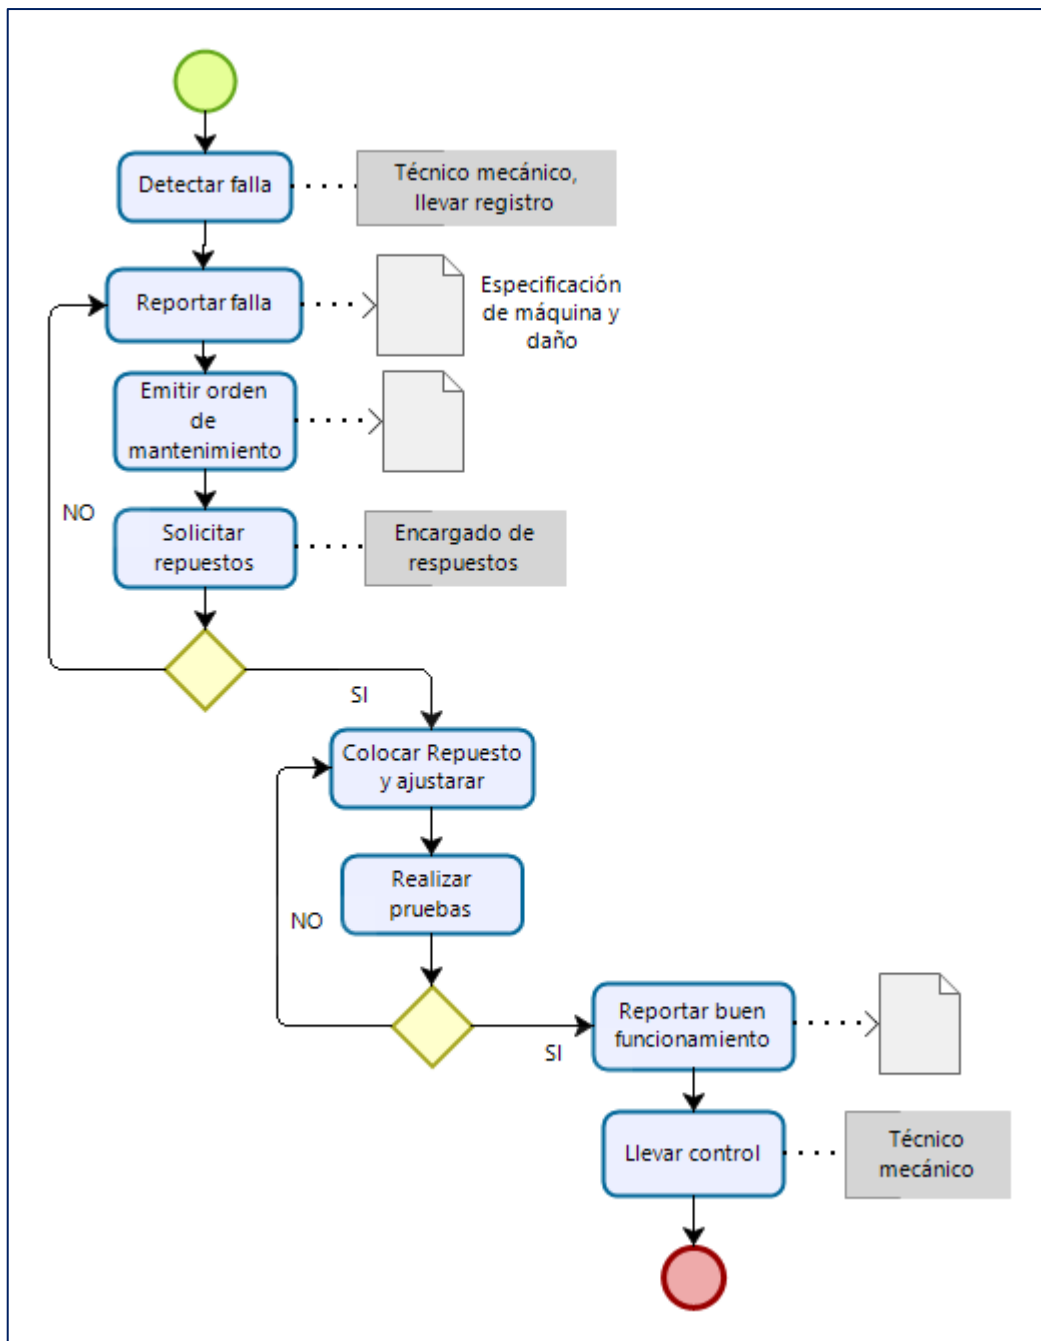 Detectar falla
Técnico mecánico,
llevar registro
Reportar falla
Especificación
de máquina y
daño
Emitir orden
de
mantenimiento
NO
Solicitar
repuestos
Encargado de
respuestos
SI
Colocar Repuesto
y ajustarar
Realizar
pruebas
NO
Reportar buen
funcionamiento
SI
Llevar control
Técnico
mecánico